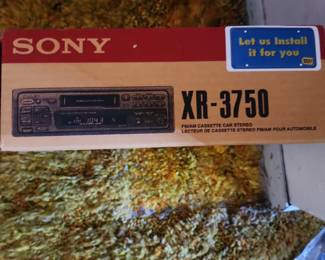 SONY
Let us Install
it for you
XR-3750
FM/AM CASSETTE CAR STEREO
LECTEUR DE CASSETTE STEREO FM/AM POUR AUTOMOBILE